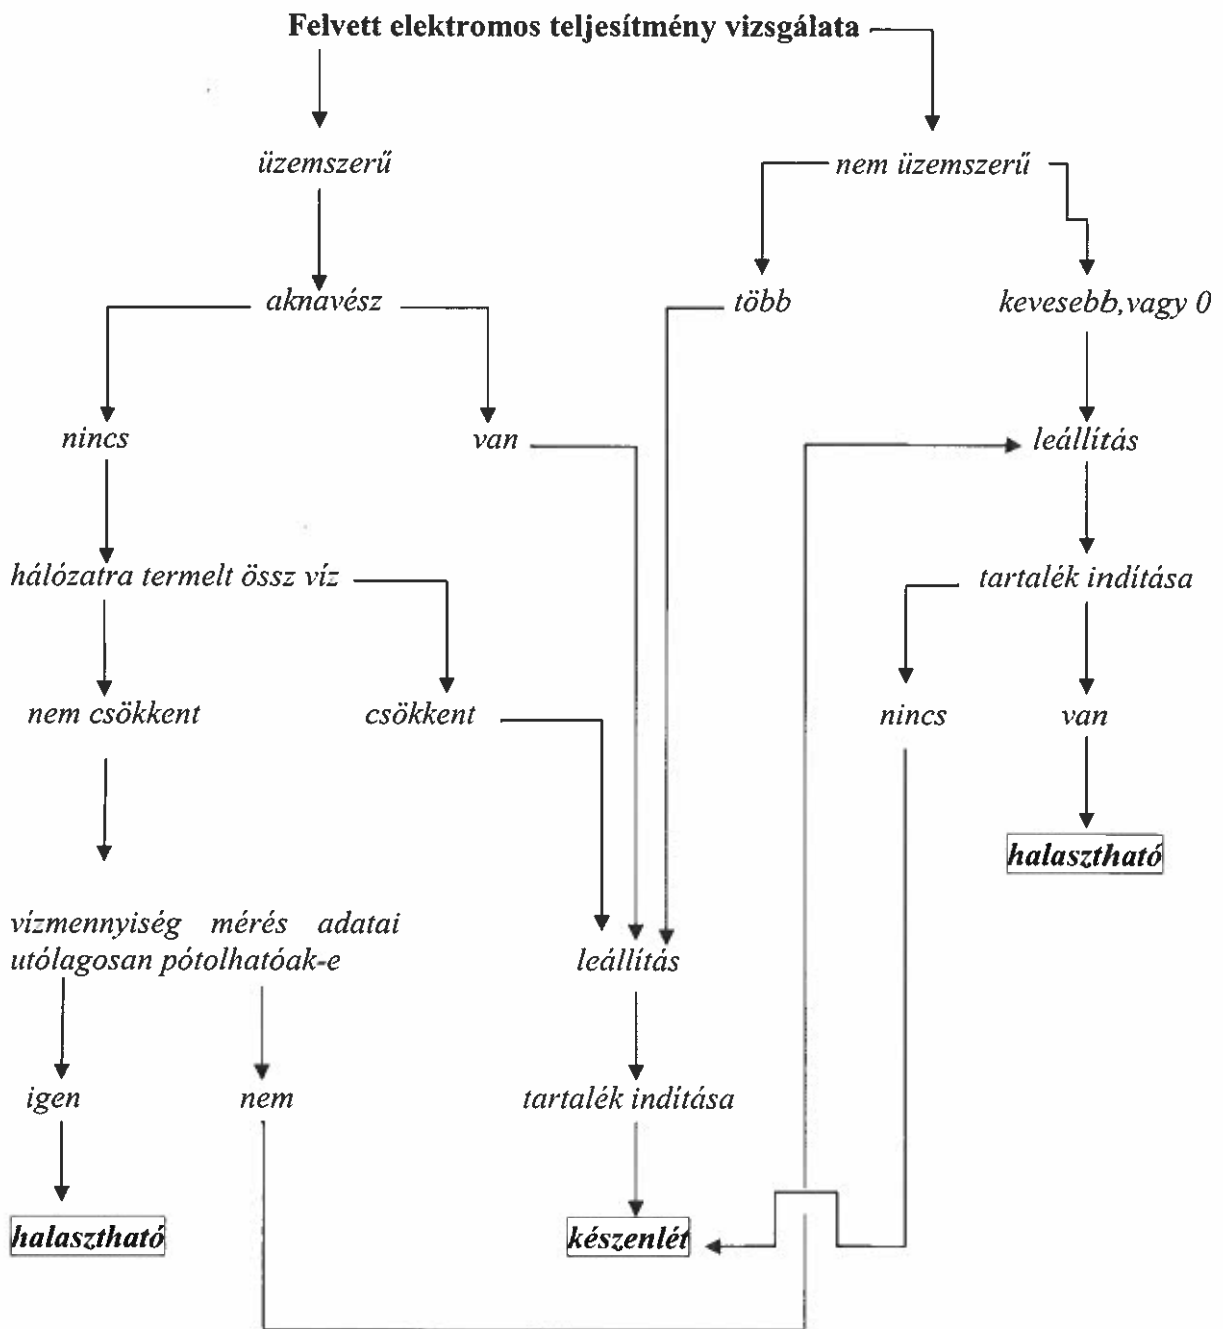 Felvett elektromos teljesítmény vizsgálata
üzemszerű
nem üzemszerű
aknavész
több
kevesebb,vagy 0
nincs
van
leállítás
hálózatra termelt össz víz
tartalék indítása
nem csökkent
csökkent
nincs
van
halasztható
vízmennyiség mérés adatai
utólagosan pótolhatóak-e
leállítás
igen
nem
tartalék indítása
halasztható
készenlét